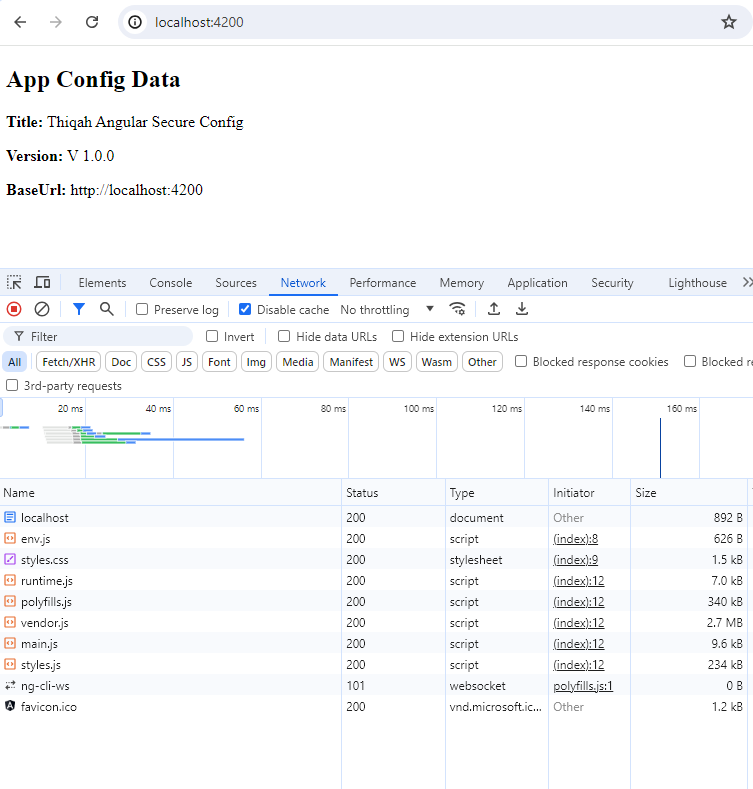 localhost:4200
App Config Data
Title: Thiqah Angular Secure Config
Version: V 1.0.0
BaseUrl: http://localhost:4200
Elements Console Sources Network Performance Memory Application Security Lighthouse
Preserve log Disable cache No throttling
Filter Invert Hide data URLs Hide extension URLs
All Fetch/XHR Doc CSS JS Font Img Media Manifest WS Wasm Other Blocked response cookies Blocked re
3rd-party requests
20 ms 40 ms 60 ms 80 ms 100 ms 120 ms 140 ms 160 ms
Name Status Type Initiator Size
localhost 200 document Other 892 B
env.js 200 script (index):8 626 B
styles.css 200 stylesheet (index):9 1.5 kB
runtime.js 200 script (index):12 7.0 kB
polyfills.js 200 script (index):12 340 kB
vendor.js 200 script (index):12 2.7 MB
main.js 200 script (index):12 9.6 kB
styles.js 200 script (index):12 234 kB
ng-cli-ws 101 websocket polyfills.js:1 0 B
favicon.ico 200 vnd.microsoft.ic... Other 1.2 kB